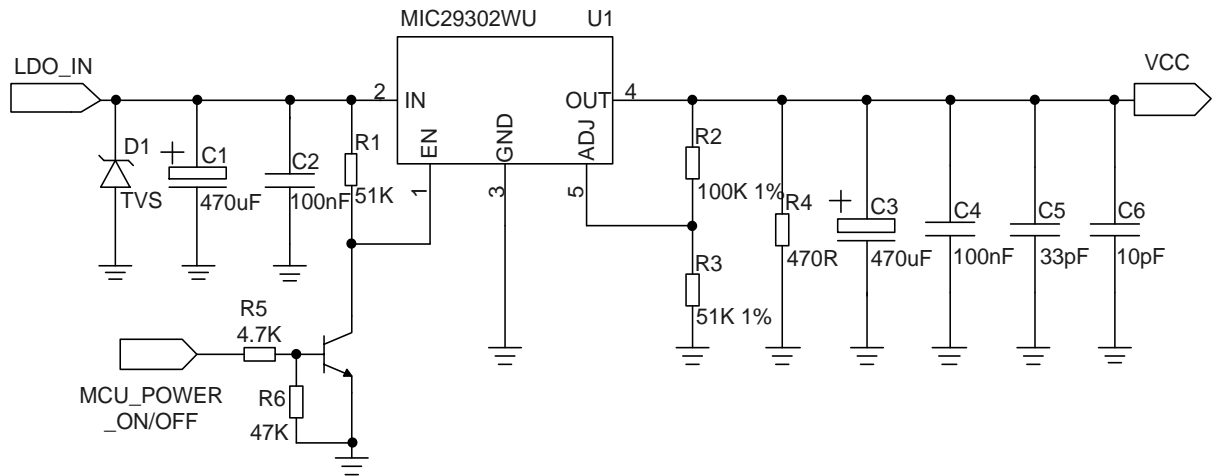 MIC29302WU U1
LDO_IN
VCC
2 IN
OUT 4
EN
GND
ADJ
1
3
5
D1
TVS
C1
470uF
C2
100nF
R1
51K
R2
100K 1%
R3
51K 1%
R4
470R
C3
470uF
C4
100nF
C5
33pF
C6
10pF
R5
4.7K
MCU_POWER
_ON/OFF
R6
47K